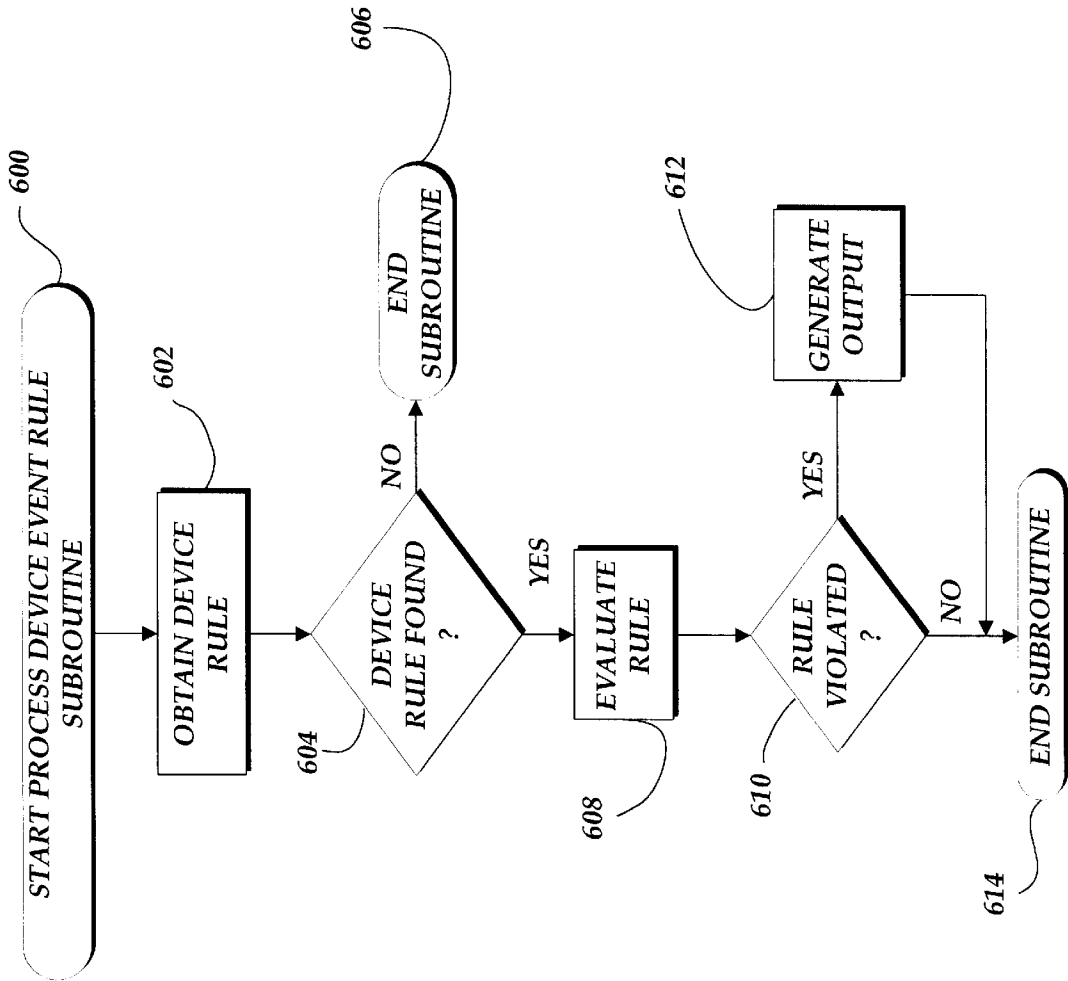 600
START PROCESS DEVICE EVENT RULE
SUBROUTINE
602
OBTAIN DEVICE
RULE
604
DEVICE
RULE FOUND
?
NO
606
END
SUBROUTINE
YES
608
EVALUATE
RULE
610
RULE
VIOLATED
?
YES
612
GENERATE
OUTPUT
NO
614
END SUBROUTINE